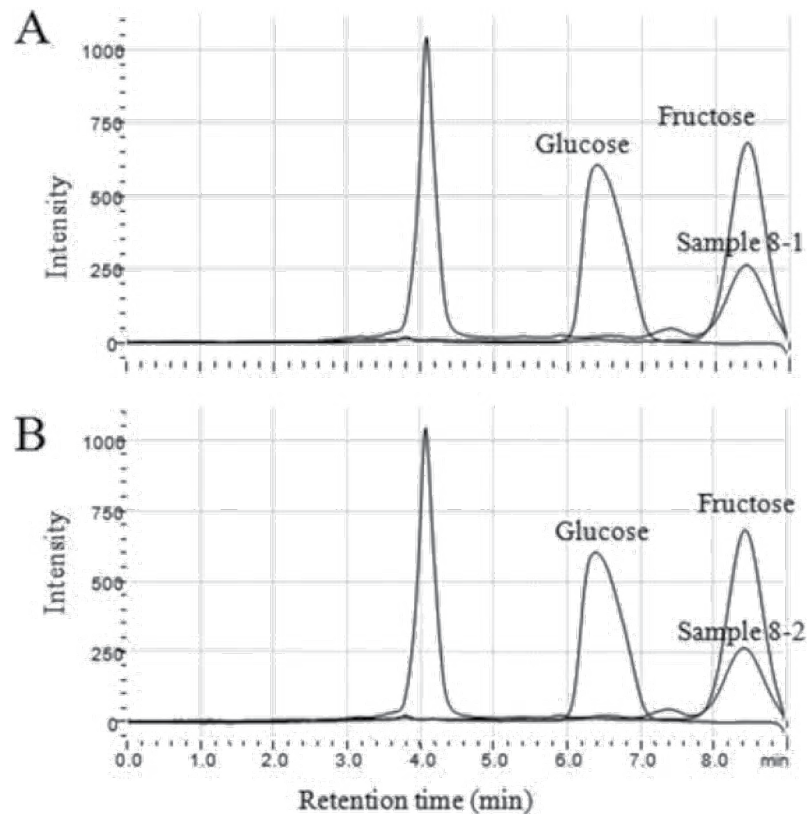 A
1000
750
500
250
0
Intensity
Glucose
Fructose
Sample 8-1
B
1000
750
500
250
0
Intensity
Glucose
Fructose
Sample 8-2
0.0 1.0 2.0 3.0 4.0 5.0 6.0 7.0 8.0 min
Retention time (min)